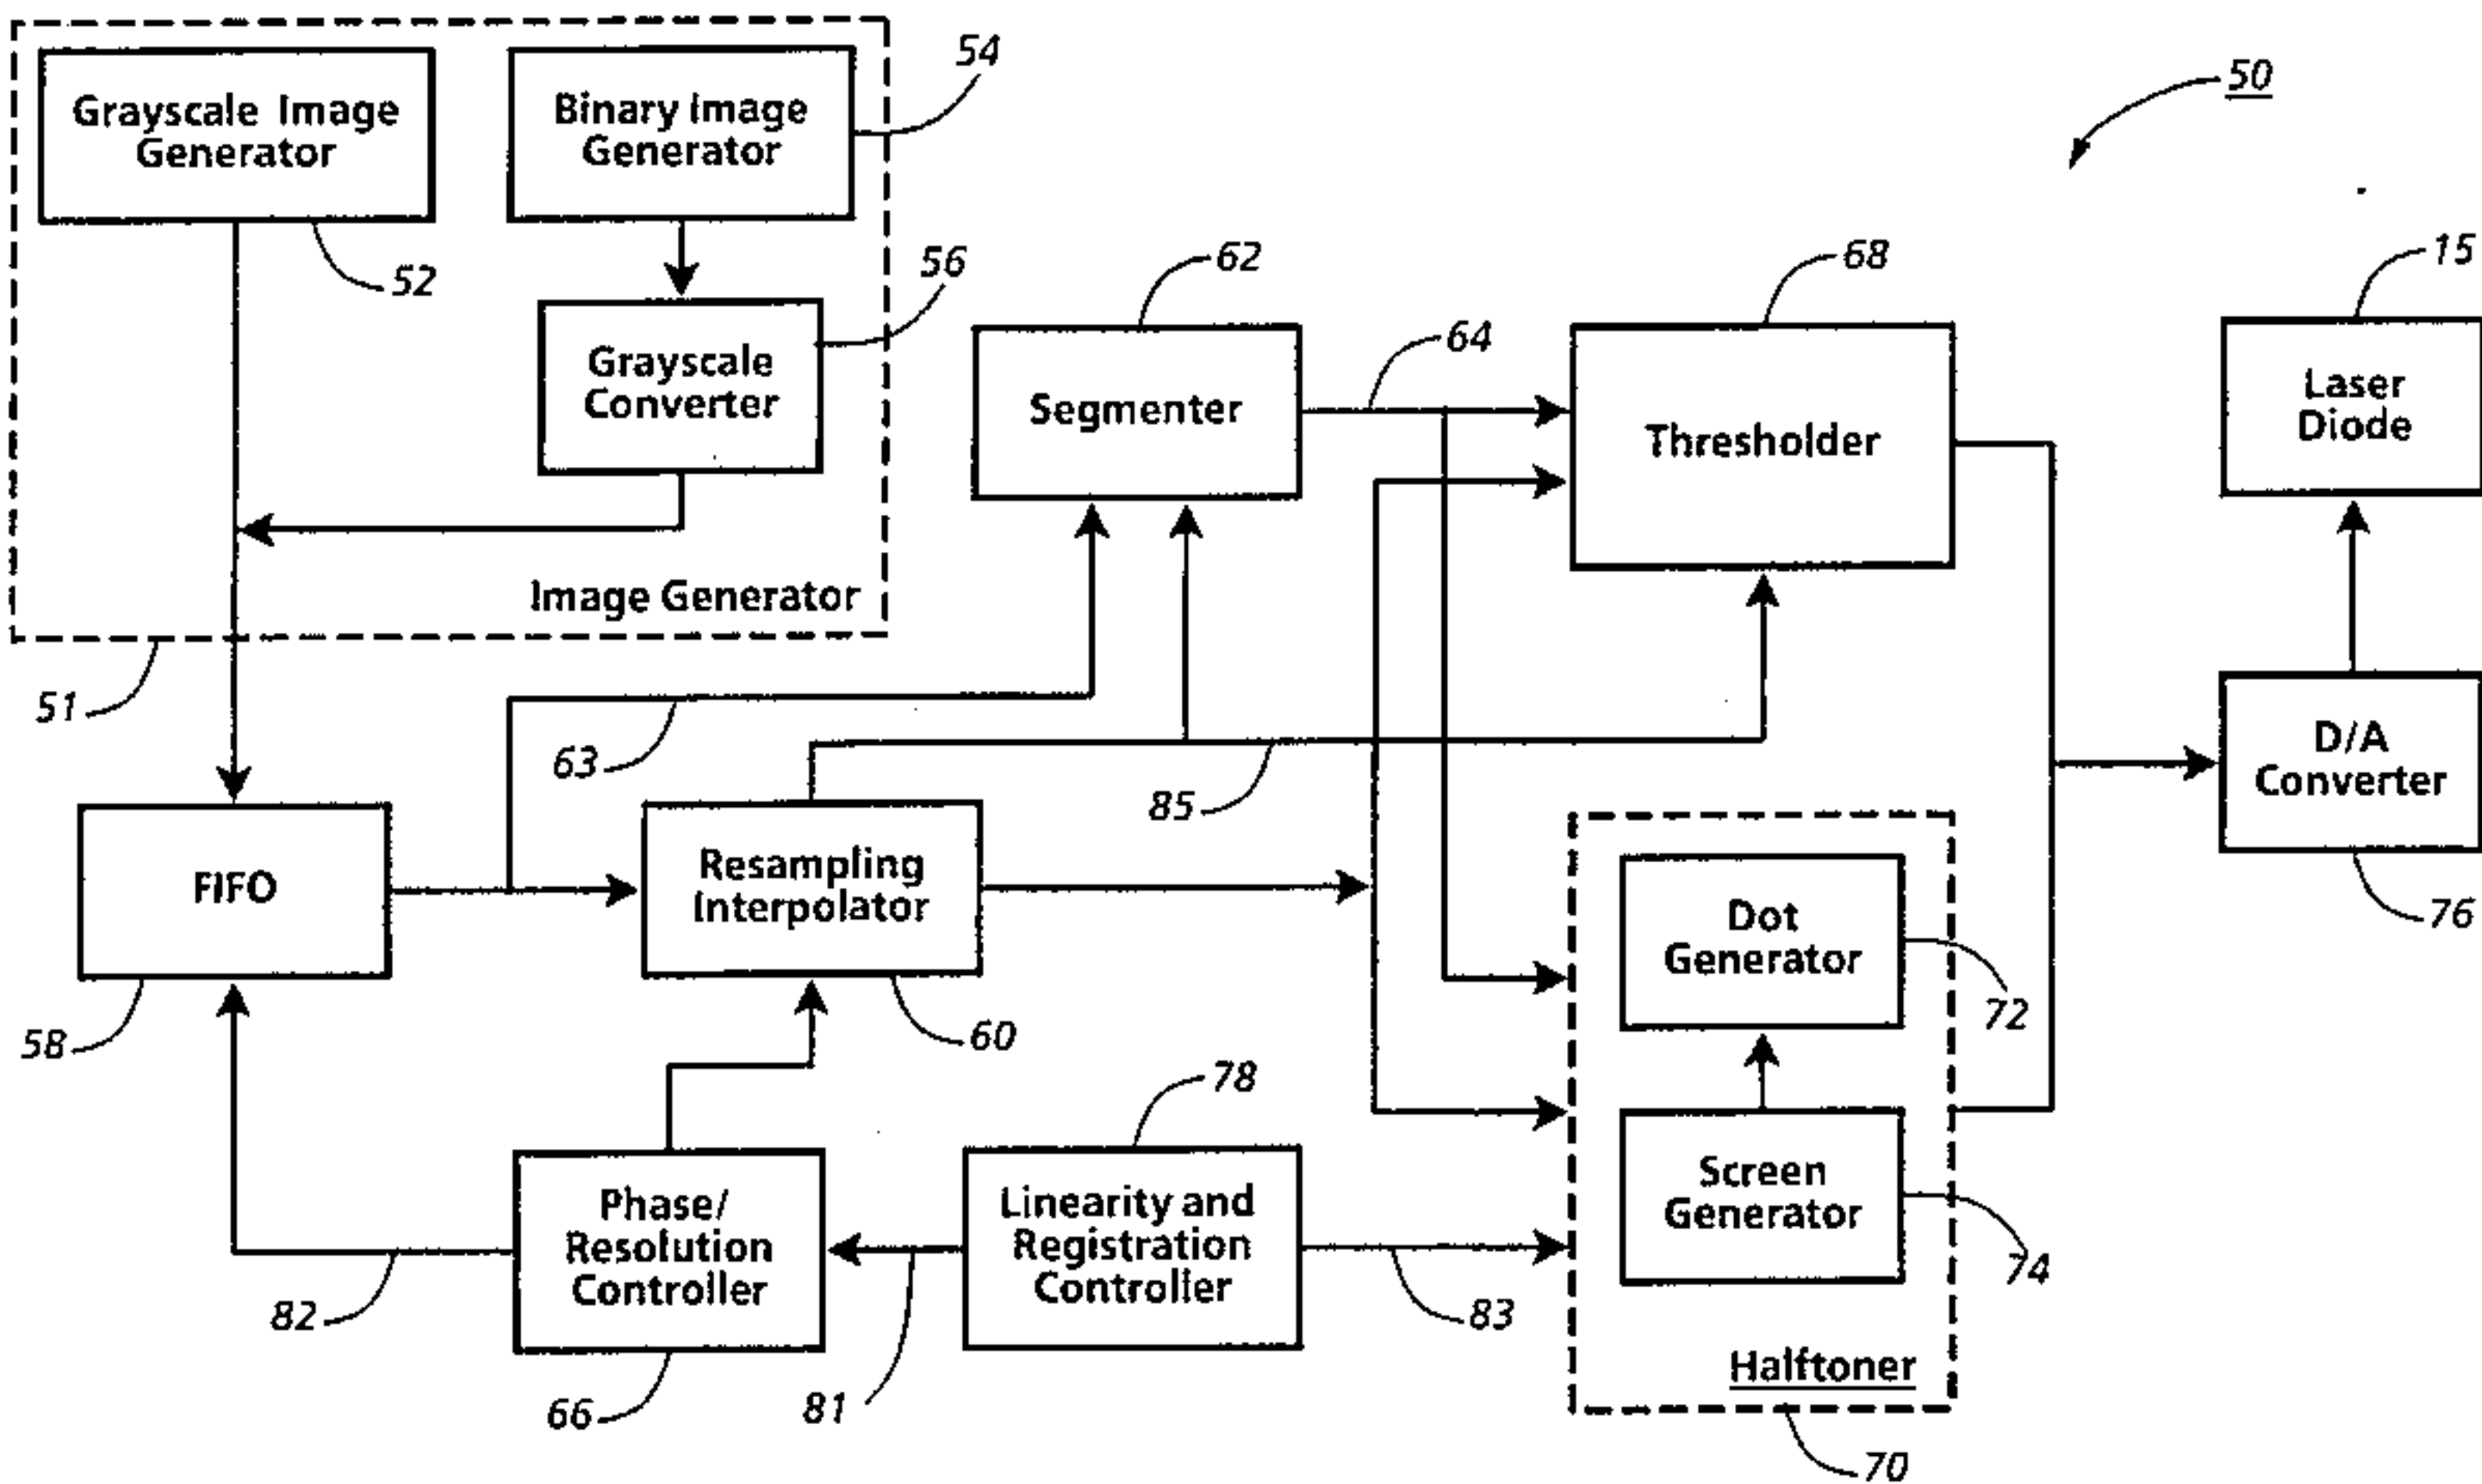 50
Grayscale Image
Generator
52
Binary Image
Generator
54
Grayscale
Converter
56
Image Generator
51
Segmenter
62
64
Thresholder
68
Laser
Diode
15
63
85
FIFO
58
Resampling
Interpolator
60
D/A
Converter
76
Dot
Generator
72
Screen
Generator
74
Halftoner
70
Phase/
Resolution
Controller
66
82
81
Linearity and
Registration
Controller
78
83